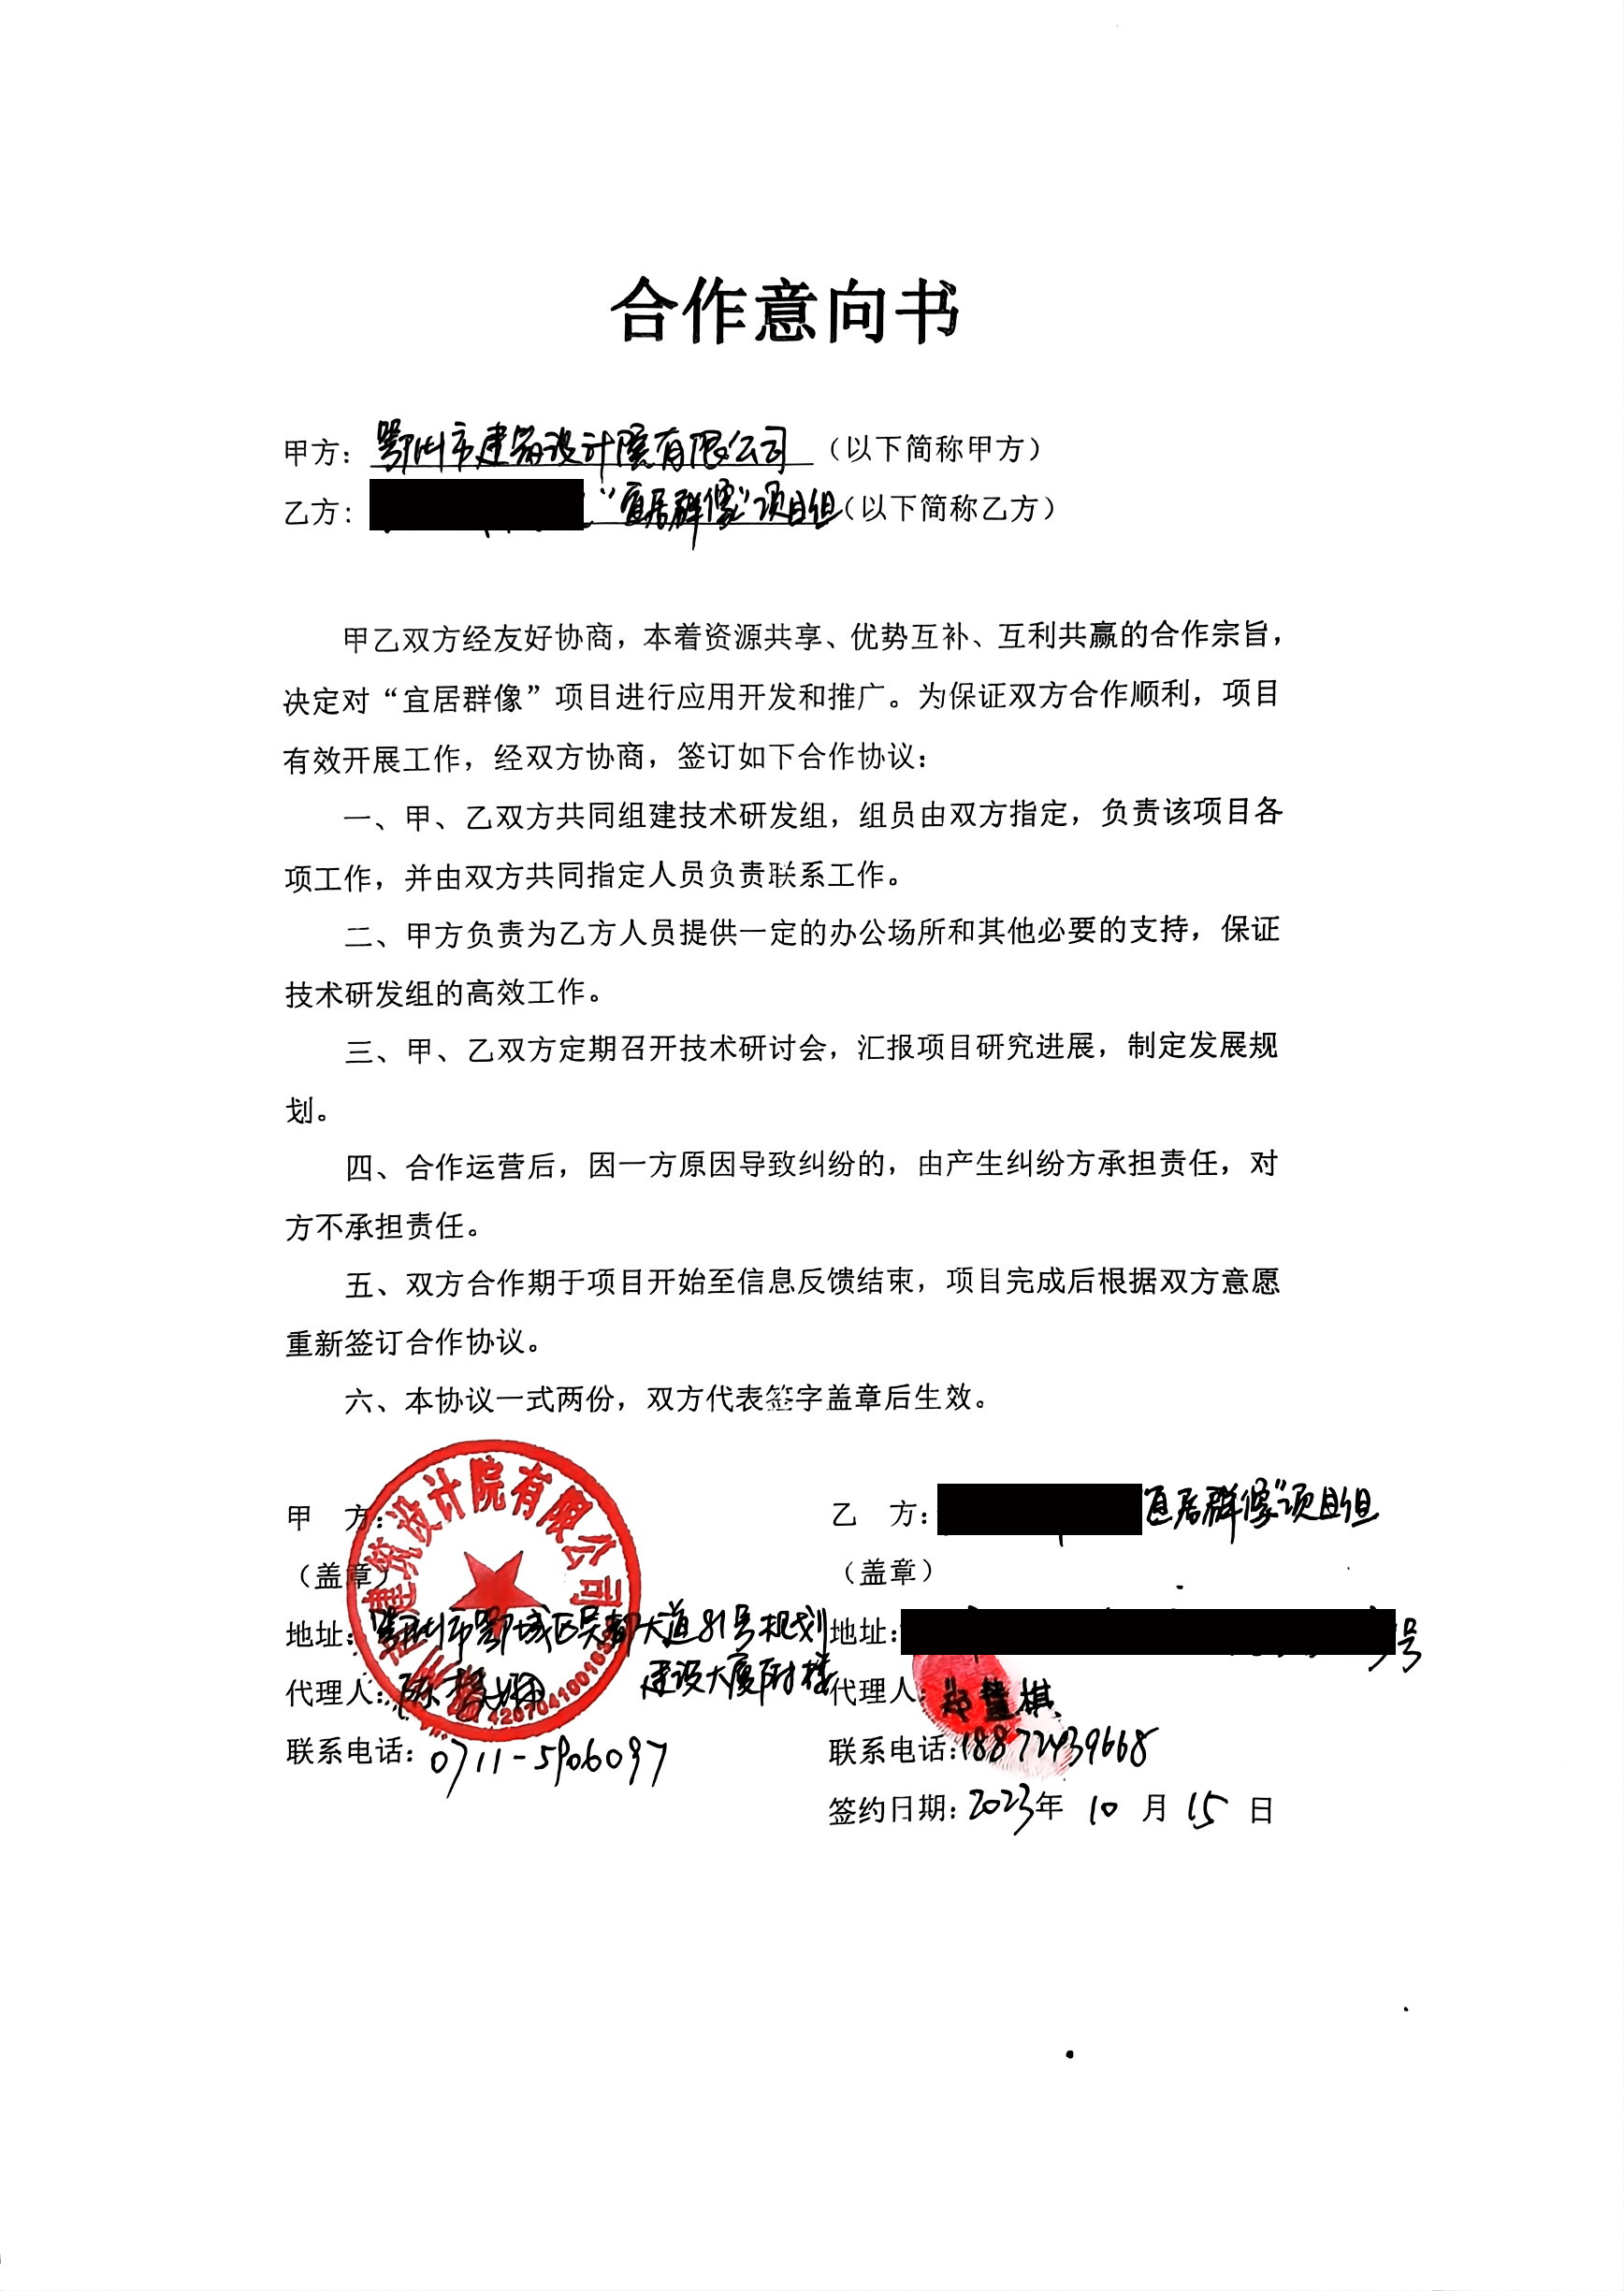 合作意向书
甲方：鄂州市建筑设计院有限公司（以下简称甲方）
乙方：“宜居群像”项目组（以下简称乙方）
甲乙双方经友好协商，本着资源共享、优势互补、互利共赢的合作宗旨，
决定对“宜居群像”项目进行应用开发和推广。为保证双方合作顺利，项目
有效开展工作，经双方协商，签订如下合作协议：
一、甲、乙双方共同组建技术研发组，组员由双方指定，负责该项目各
项工作，并由双方共同指定人员负责联系工作。
二、甲方负责为乙方人员提供一定的办公场所和其他必要的支持，保证
技术研发组的高效工作。
三、甲、乙双方定期召开技术研讨会，汇报项目研究进展，制定发展规
划。
四、合作运营后，因一方原因导致纠纷的，由产生纠纷方承担责任，对
方不承担责任。
五、双方合作期于项目开始至信息反馈结束，项目完成后根据双方意愿
重新签订合作协议。
六、本协议一式两份，双方代表签字盖章后生效。
甲 方：
（盖章）
地址：鄂州市鄂城区吴都大道81号规划
建设大厦附楼
代理人：陈
联系电话：0711-5906097
建筑设计院有限公司
乙 方：宜居群像”项目组
（盖章）
地址：号
代理人：棋
联系电话：18872439668
签约日期：2023年 10 月 15 日